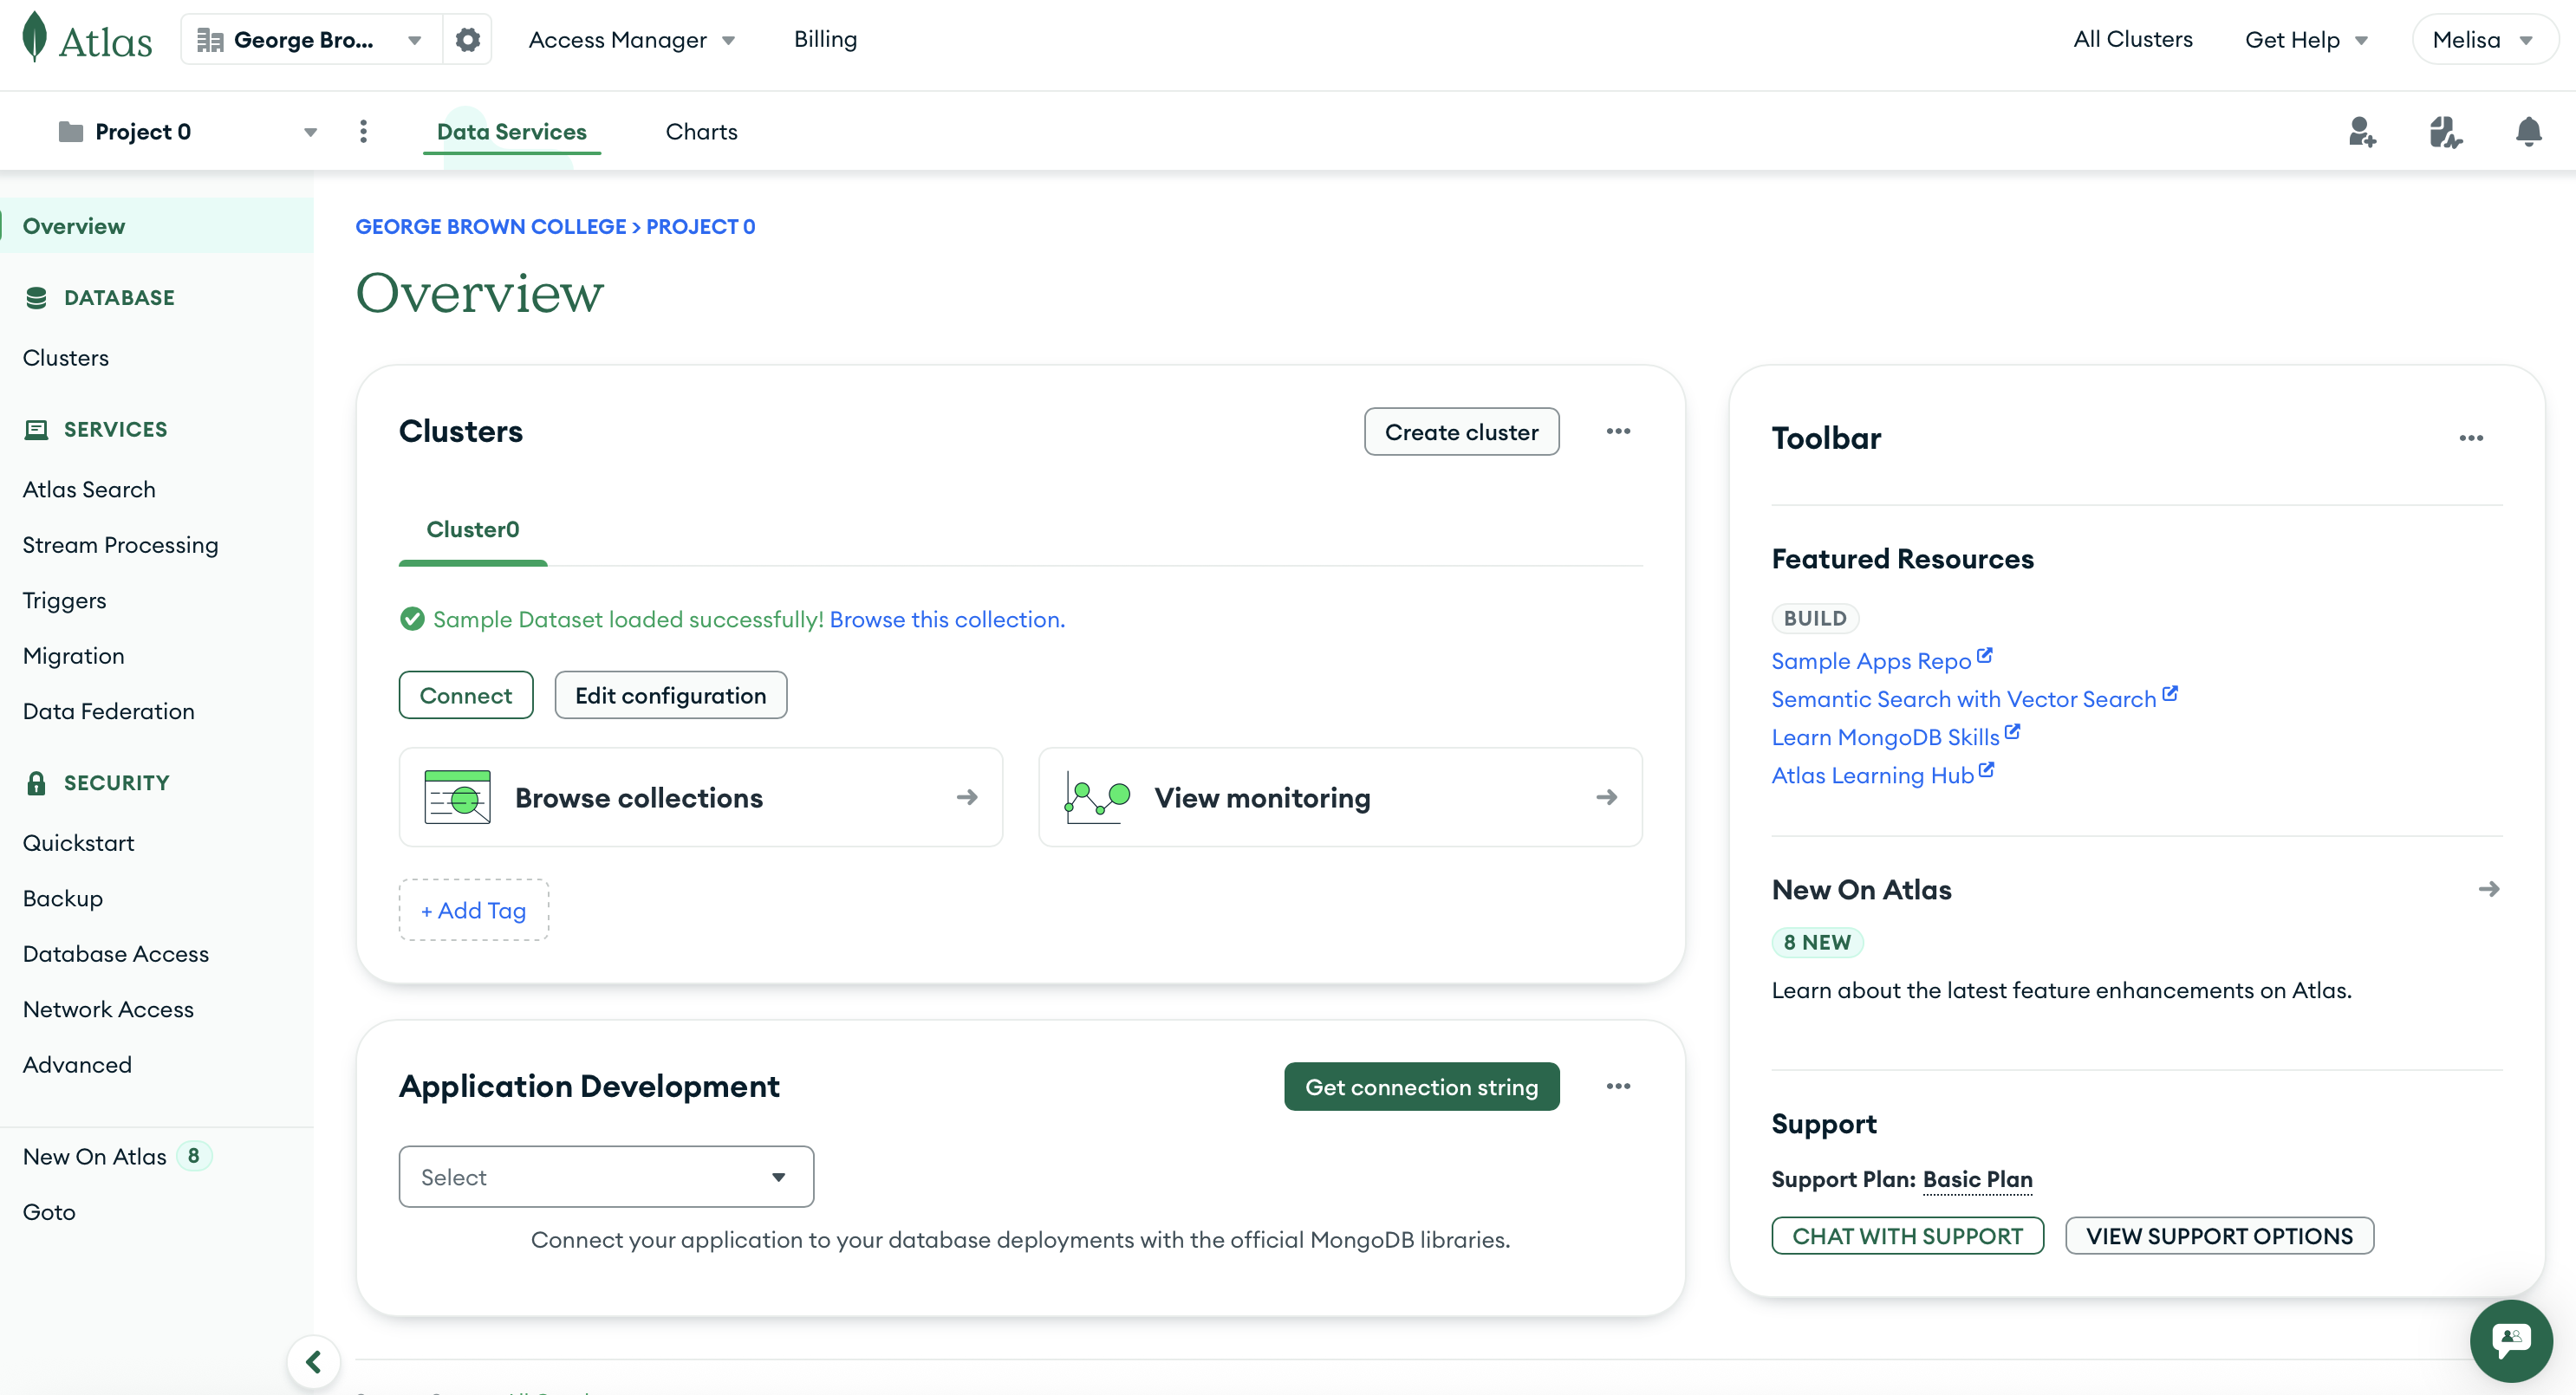 Atlas
George Bro...
Access Manager
Billing
All Clusters
Get Help
Melisa
Project 0
Data Services
Charts
Overview
DATABASE
Clusters
SERVICES
Atlas Search
Stream Processing
Triggers
Migration
Data Federation
SECURITY
Quickstart
Backup
Database Access
Network Access
Advanced
New On Atlas 8
Goto
GEORGE BROWN COLLEGE > PROJECT 0
Overview
Clusters
Create cluster
Cluster0
Sample Dataset loaded successfully! Browse this collection.
Connect
Edit configuration
Browse collections
View monitoring
+ Add Tag
Application Development
Get connection string
Select
Connect your application to your database deployments with the official MongoDB libraries.
Toolbar
Featured Resources
BUILD
Sample Apps Repo
Semantic Search with Vector Search
Learn MongoDB Skills
Atlas Learning Hub
New On Atlas
8 NEW
Learn about the latest feature enhancements on Atlas.
Support
Support Plan: Basic Plan
CHAT WITH SUPPORT
VIEW SUPPORT OPTIONS